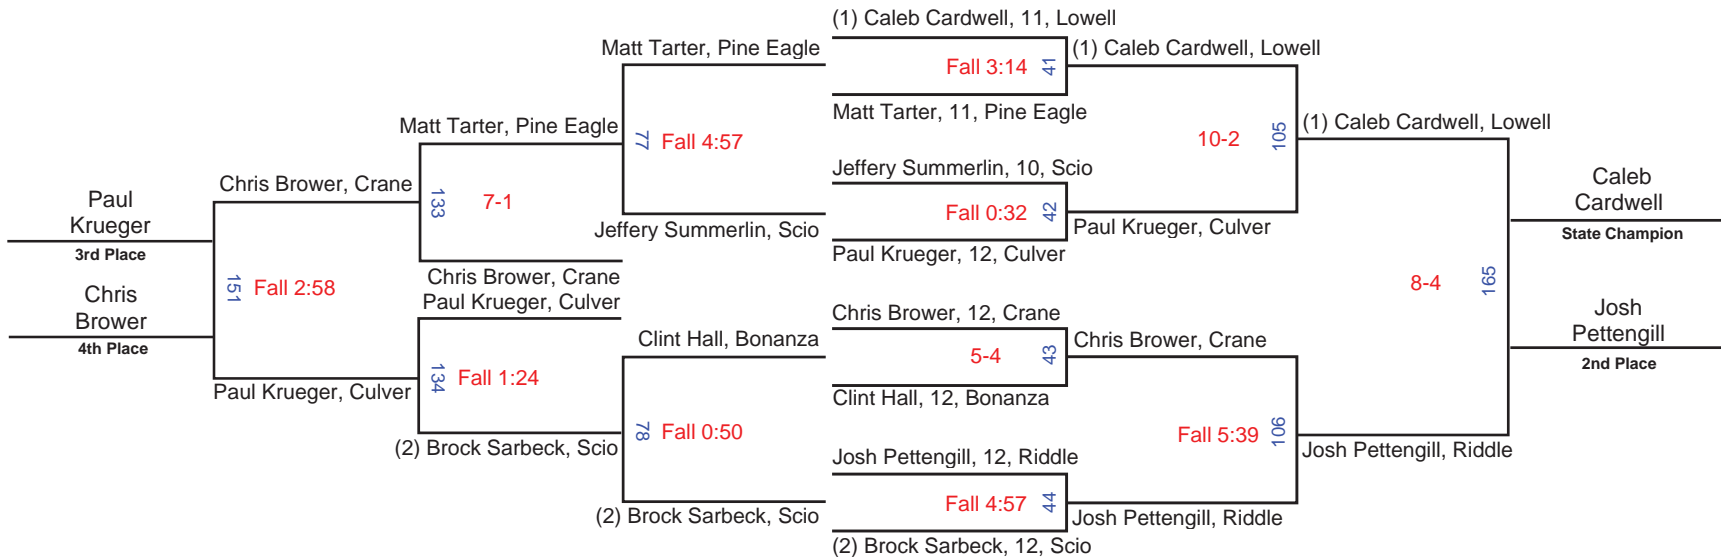 (1) Caleb Cardwell, 11, Lowell
Matt Tarter, Pine Eagle
(1) Caleb Cardwell, Lowell
Fall 3:14
41
Matt Tarter, 11, Pine Eagle
Matt Tarter, Pine Eagle
77
Fall 4:57
10-2
105
(1) Caleb Cardwell, Lowell
Jeffery Summerlin, 10, Scio
Chris Brower, Crane
133
7-1
Fall 0:32
42
Paul
Krueger
3rd Place
Jeffery Summerlin, Scio
Paul Krueger, Culver
Paul Krueger, 12, Culver
Caleb
Cardwell
State Champion
Chris Brower, Crane
Paul Krueger, Culver
151
Fall 2:58
8-4
165
Chris
Brower
4th Place
Chris Brower, 12, Crane
Clint Hall, Bonanza
5-4
43
Chris Brower, Crane
Josh
Pettengill
2nd Place
Paul Krueger, Culver
134
Fall 1:24
Clint Hall, 12, Bonanza
(2) Brock Sarbeck, Scio
78
Fall 0:50
Fall 5:39
106
Josh Pettengill, Riddle
Josh Pettengill, 12, Riddle
Fall 4:57
44
(2) Brock Sarbeck, Scio
Josh Pettengill, Riddle
(2) Brock Sarbeck, 12, Scio